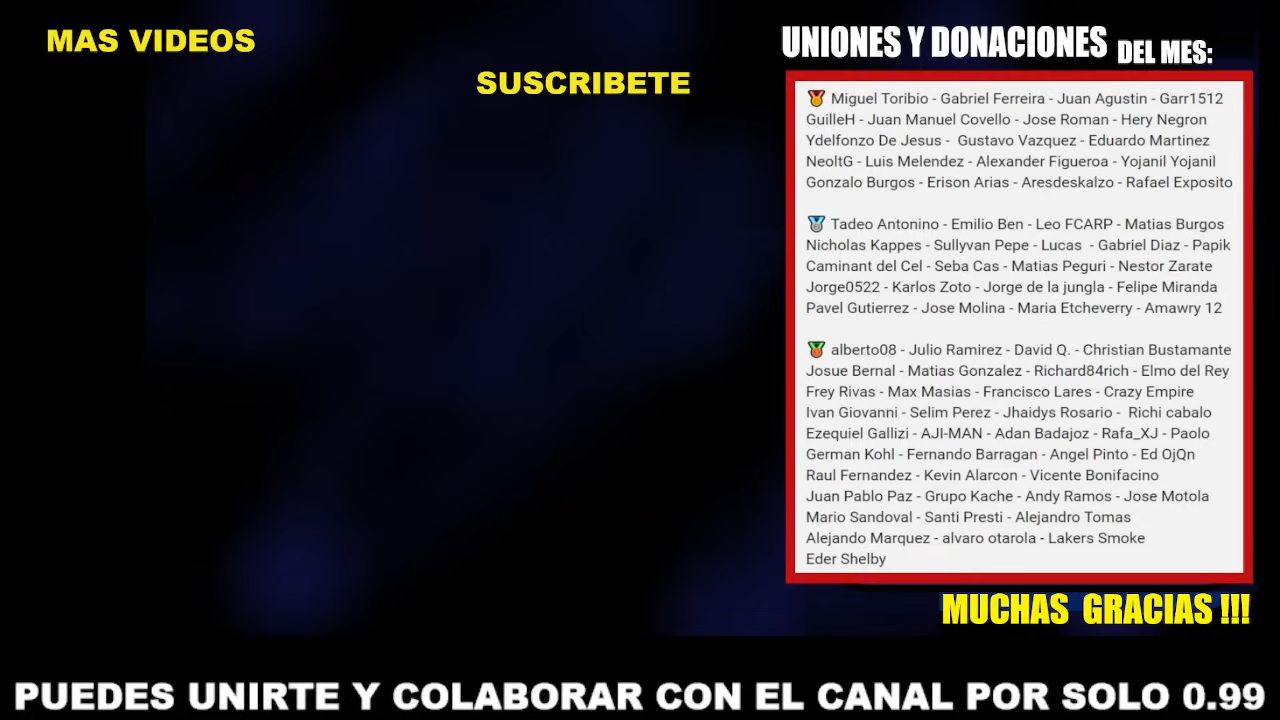 MAS VIDEOS
SUSCRIBETE
UNIONES Y DONACIONES DEL MES:
Miguel Toribio - Gabriel Ferreira - Juan Agustin - Garr1512
GuilleH - Juan Manuel Covello - Jose Roman - Hery Negron
Ydelfonzo De Jesus - Gustavo Vazquez - Eduardo Martinez
NeoltG - Luis Melendez - Alexander Figueroa - Yojanil Yojanil
Gonzalo Burgos - Erison Arias - Aresdeskalzo - Rafael Exposito
Tadeo Antonino - Emilio Ben - Leo FCARP - Matias Burgos
Nicholas Kappes - Sullyvan Pepe - Lucas - Gabriel Diaz - Papik
Caminant del Cel - Seba Cas - Matias Peguri - Nestor Zarate
Jorge0522 - Karlos Zoto - Jorge de la jungla - Felipe Miranda
Pavel Gutierrez - Jose Molina - Maria Etcheverry - Amawry 12
alberto08 - Julio Ramirez - David Q. - Christian Bustamante
Josue Bernal - Matias Gonzalez - Richard84rich - Elmo del Rey
Frey Rivas - Max Masias - Francisco Lares - Crazy Empire
Ivan Giovanni - Selim Perez - Jhaidys Rosario - Richi cabalo
Ezequiel Gallizi - AJI-MAN - Adan Badajoz - Rafa_XJ - Paolo
German Kohl - Fernando Barragan - Angel Pinto - Ed OjQn
Raul Fernandez - Kevin Alarcon - Vicente Bonifacino
Juan Pablo Paz - Grupo Kache - Andy Ramos - Jose Motola
Mario Sandoval - Santi Presti - Alejandro Tomas
Alejando Marquez - alvaro otarola - Lakers Smoke
Eder Shelby
MUCHAS GRACIAS !!!
PUEDES UNIRTE Y COLABORAR CON EL CANAL POR SOLO 0.99